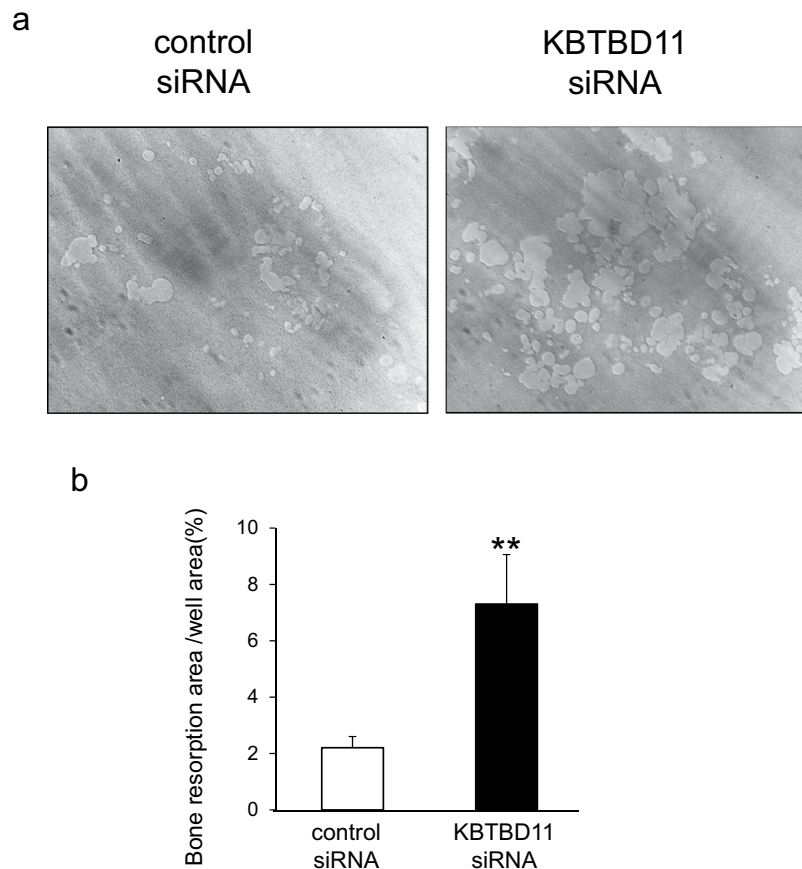 a
control
siRNA
KBTBD11
siRNA
b
Bone resorption area /well area(%)
10
8
6
4
2
0
**
control
siRNA
KBTBD11
siRNA